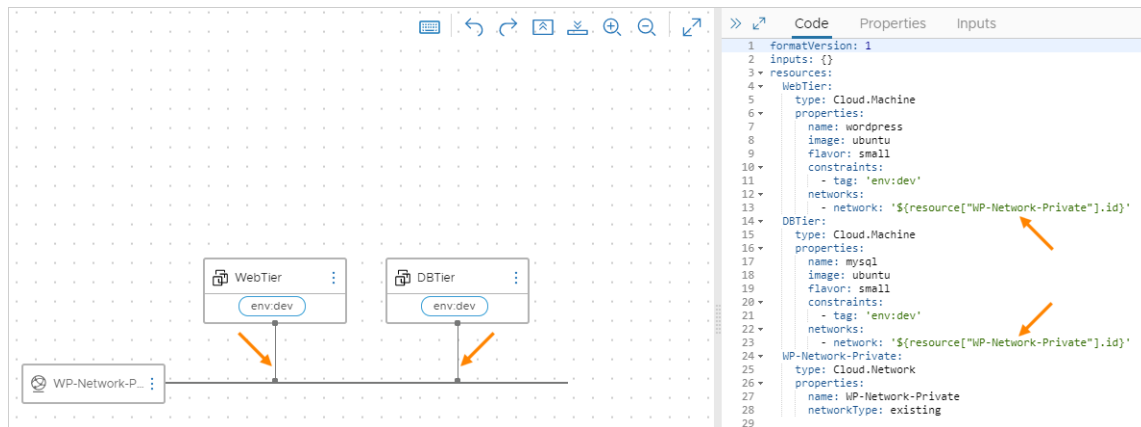 Code Properties Inputs
WebTier
env:dev
DBTier
env:dev
WP-Network-P...
1 formatVersion: 1
2 inputs: {}
3 resources:
4 WebTier:
5 type: Cloud.Machine
6 properties:
7 name: wordpress
8 image: ubuntu
9 flavor: small
10 constraints:
11 - tag: 'env:dev'
12 networks:
13 - network: '${resource["WP-Network-Private"].id}'
14 DBTier:
15 type: Cloud.Machine
16 properties:
17 name: mysql
18 image: ubuntu
19 flavor: small
20 constraints:
21 - tag: 'env:dev'
22 networks:
23 - network: '${resource["WP-Network-Private"].id}'
24 WP-Network-Private:
25 type: Cloud.Network
26 properties:
27 name: WP-Network-Private
28 networkType: existing
29